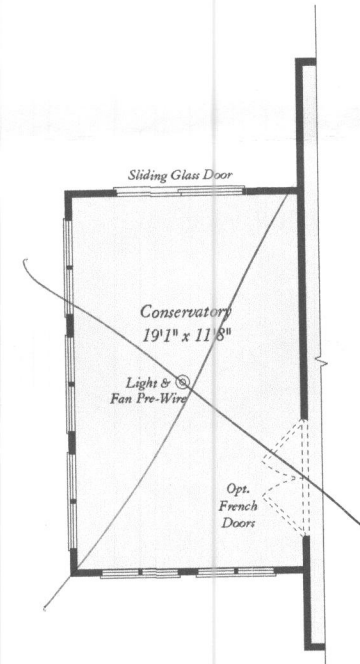 Sliding Glass Door
Conservatory
19'1" x 11'8"
Light &
Fan Pre-Wire
Opt.
French
Doors